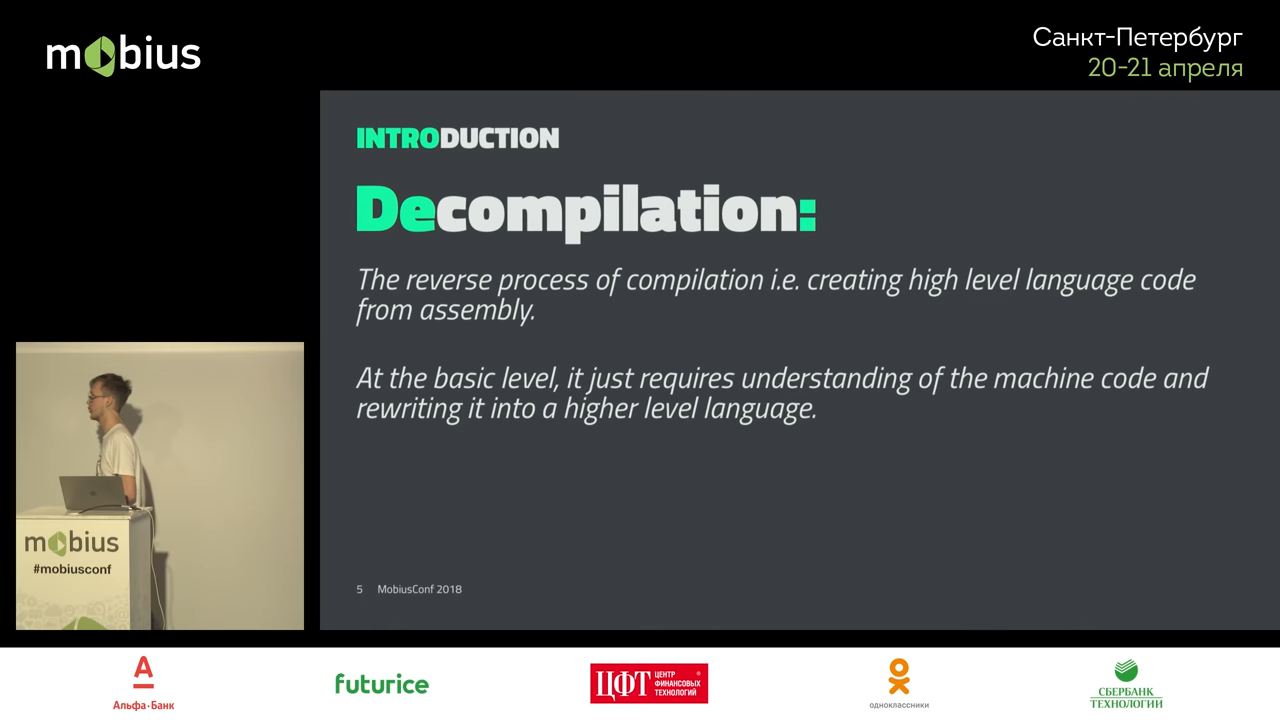 mobius
Санкт-Петербург
20-21 апреля
INTRODUCTION
Decompilation:
The reverse process of compilation i.e. creating high level language code
from assembly.
At the basic level, it just requires understanding of the machine code and
rewriting it into a higher level language.
5 MobiusConf 2018
mobius
#mobiusconf
А
Альфа·Банк
futurice
ЦФТ
ЦЕНТР
ФИНАНСОВЫХ
ТЕХНОЛОГИЙ
®
одноклассники
СБЕРБАНК
ТЕХНОЛОГИИ